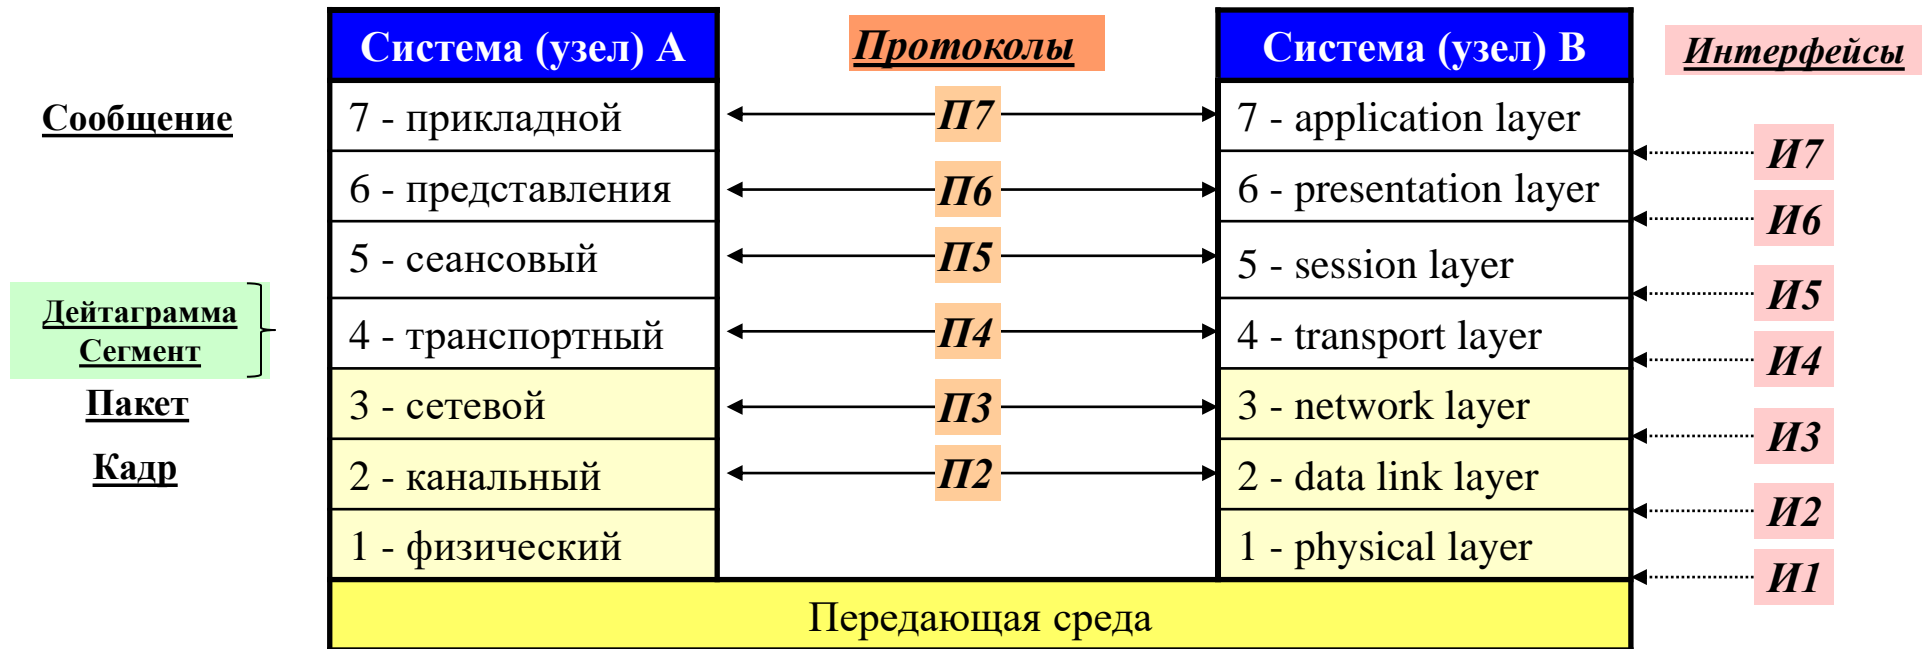 Система (узел) А
Протоколы
Система (узел) В
Интерфейсы
Сообщение
7 - прикладной
П7
7 - application layer
И7
6 - представления
П6
6 - presentation layer
И6
5 - сеансовый
П5
5 - session layer
И5
Дейтаграмма
Сегмент
4 - транспортный
П4
4 - transport layer
И4
Пакет
3 - сетевой
П3
3 - network layer
И3
Кадр
2 - канальный
П2
2 - data link layer
И2
1 - физический
1 - physical layer
И1
Передающая среда